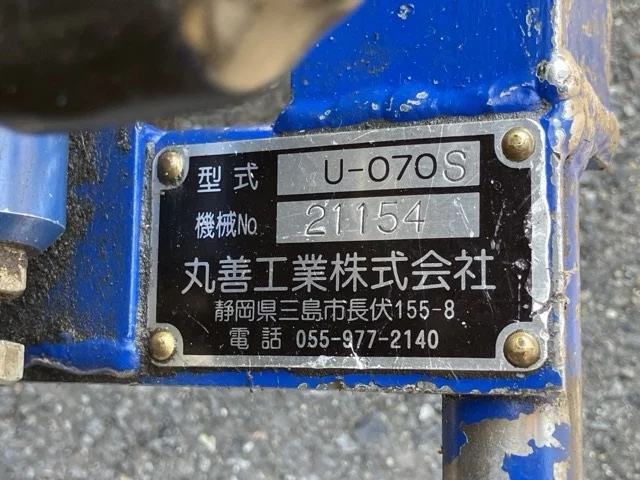 型式 U-070S
機械No. 21154
丸善工業株式会社
静岡県三島市長伏155-8
電話 055-977-2140